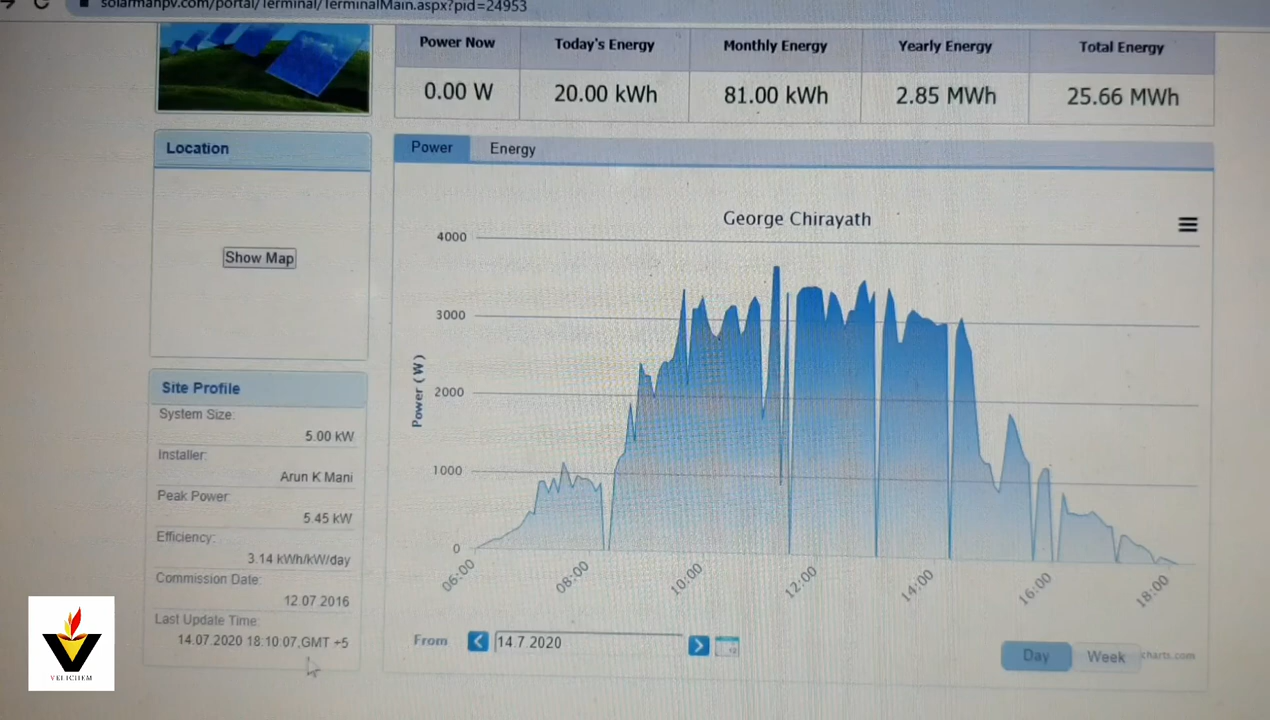 solarmanpv.com/portal/Terminal/TerminalMain.aspx?pid=24953
Power Now
Today's Energy
Monthly Energy
Yearly Energy
Total Energy
0.00 W
20.00 kWh
81.00 kWh
2.85 MWh
25.66 MWh
Location
Show Map
Power
Energy
George Chirayath
4000
3000
2000
1000
0
Power (W)
06:00
08:00
10:00
12:00
14:00
16:00
18:00
Site Profile
System Size:
5.00 kW
Installer:
Arun K Mani
Peak Power:
5.45 kW
Efficiency:
3.14 kWh/kW/day
Commission Date:
12.07.2016
Last Update Time:
14.07.2020 18:10:07,GMT +5
From
14.7.2020
Day
Week
charts.com